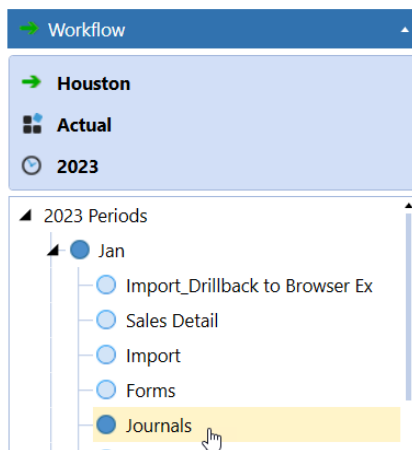 Workflow
Houston
Actual
2023
2023 Periods
Jan
Import_Drillback to Browser Ex
Sales Detail
Import
Forms
Journals